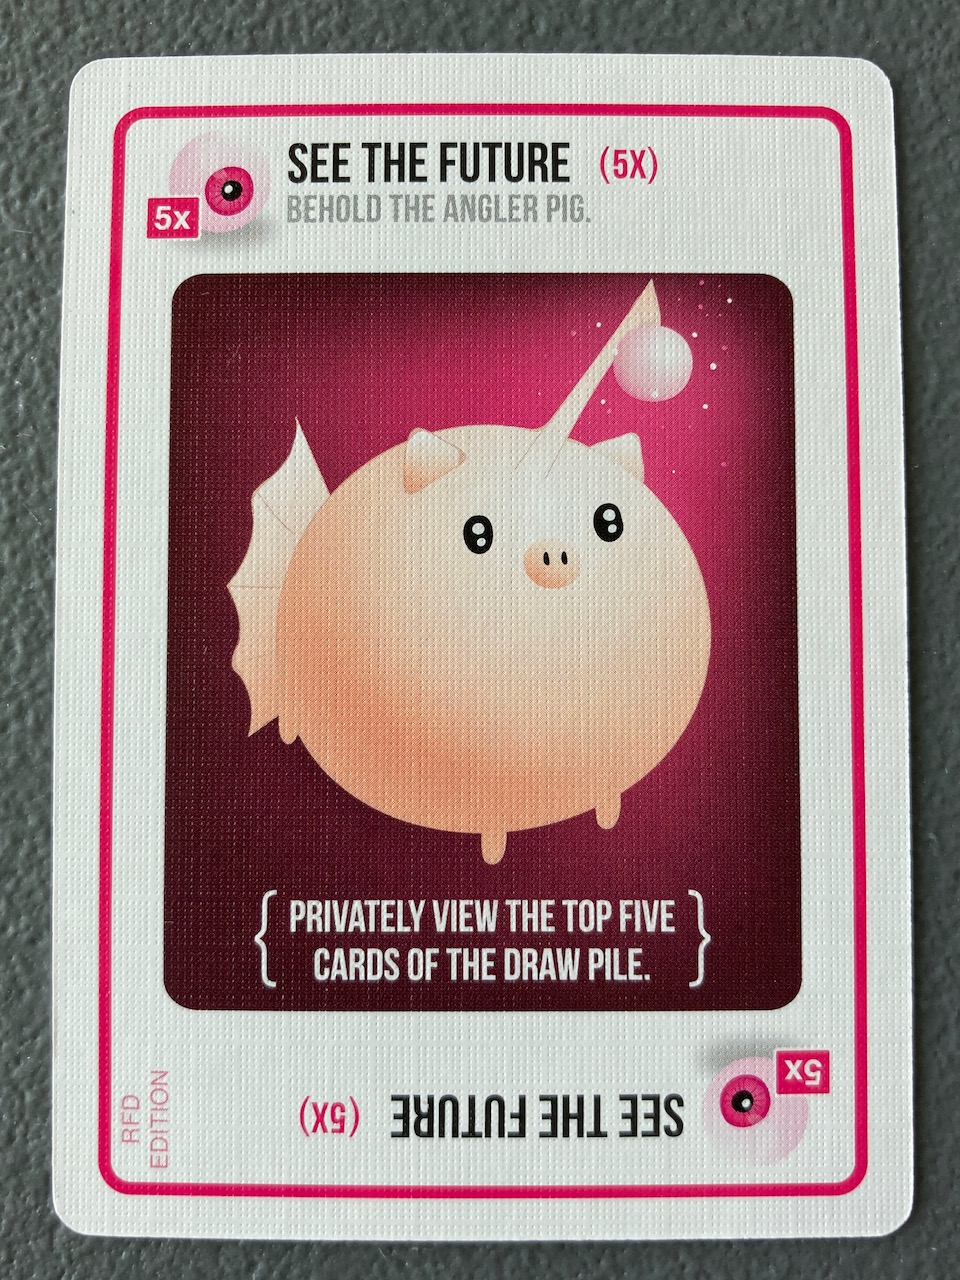 SEE THE FUTURE (5X)
5x
BEHOLD THE ANGLER PIG.
PRIVATELY VIEW THE TOP FIVE
CARDS OF THE DRAW PILE.
5x
SEE THE FUTURE (5X)
RFD
EDITION